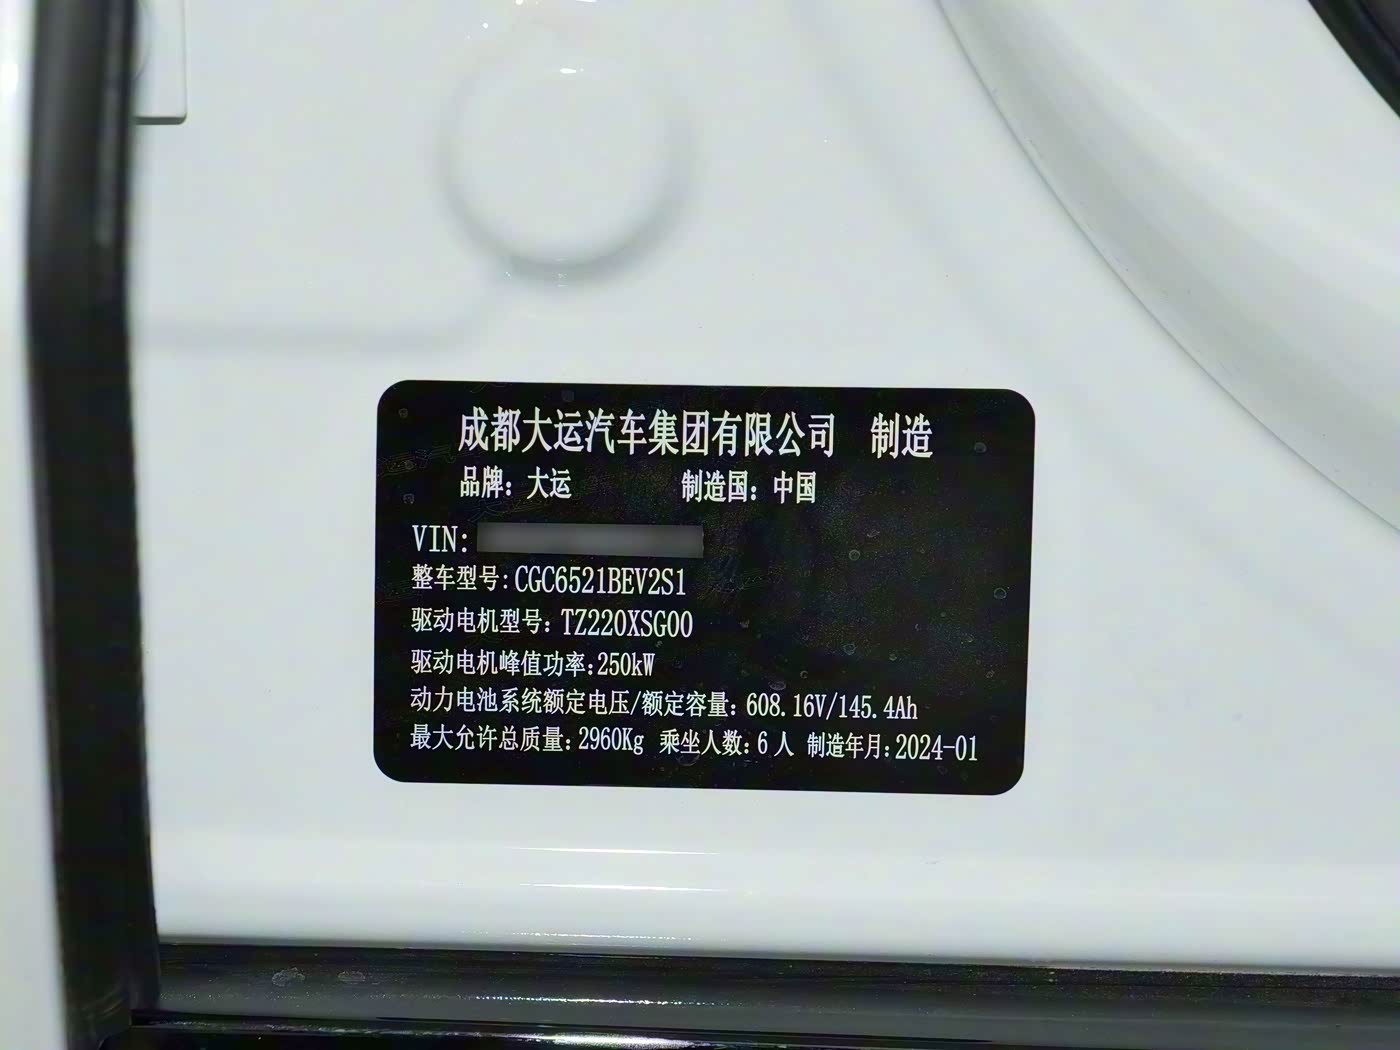 成都大运汽车集团有限公司 制造
品牌：大运 制造国：中国
VIN:
整车型号:CGC6521BEV2S1
驱动电机型号：TZ220XSG00
驱动电机峰值功率:250kW
动力电池系统额定电压/额定容量：608.16V/145.4Ah
最大允许总质量：2960Kg 乘坐人数：6人 制造年月：2024-01